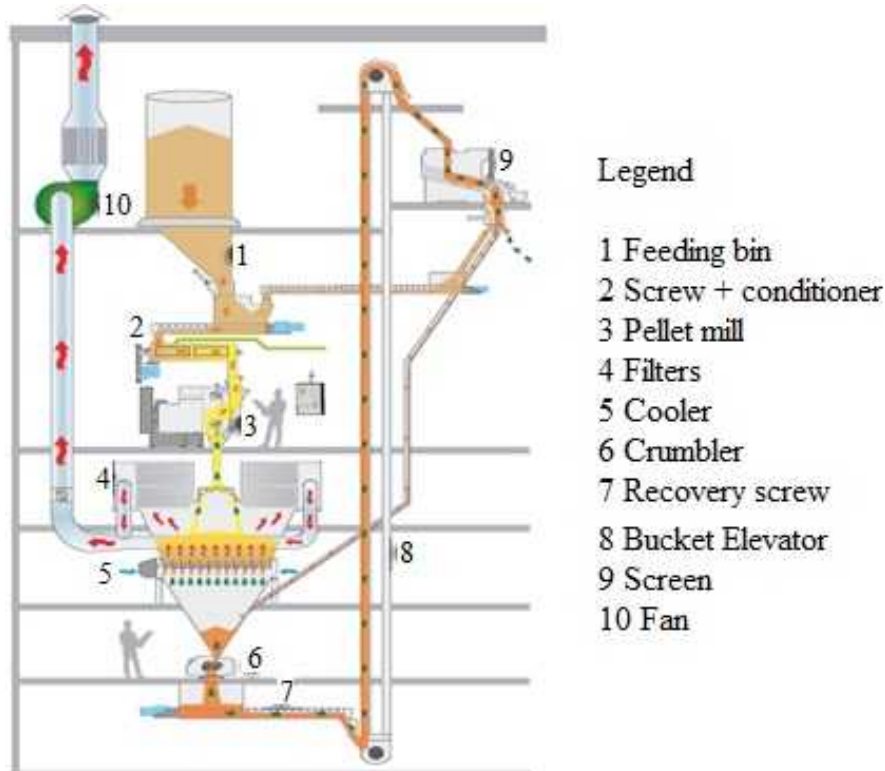 9
Legend
10
1
1 Feeding bin
2 Screw + conditioner
2
3 Pellet mill
4 Filters
3
5 Cooler
4
6 Crumbler
7 Recovery screw
8 Bucket Elevator
8
5
9 Screen
10 Fan
6
7